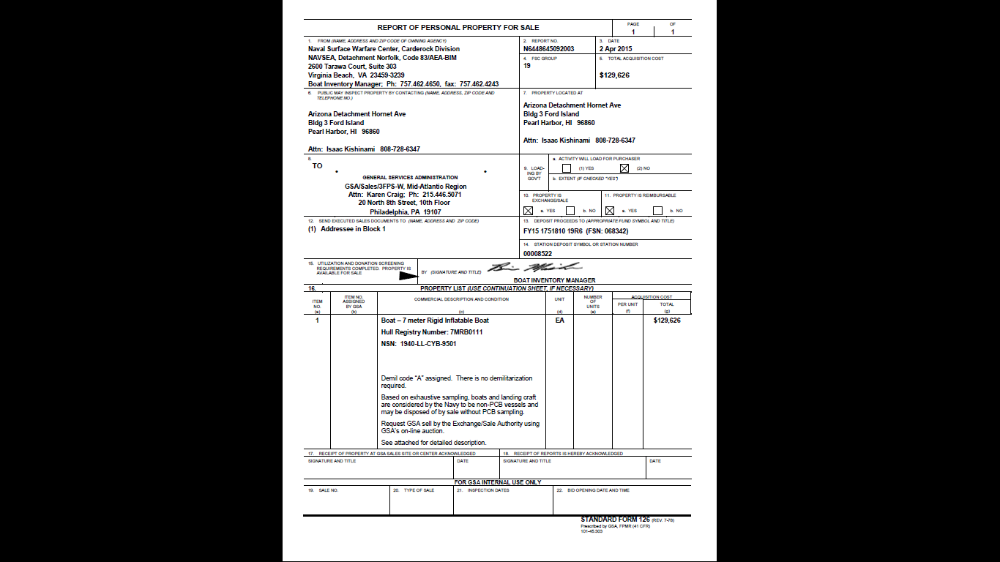 REPORT OF PERSONAL PROPERTY FOR SALE
PAGE
OF
1
1
1. FROM (NAME, ADDRESS AND ZIP CODE OF OWNING AGENCY)
Naval Surface Warfare Center, Carderock Division
NAVSEA, Detachment Norfolk, Code 83/AEA-BIM
2600 Tarawa Court, Suite 303
Virginia Beach, VA 23459-3239
Boat Inventory Manager; Ph: 757.462.4650, fax: 757.462.4243
2. REPORT NO.
N6448645092003
3. DATE
2 Apr 2015
4. FSC GROUP
19
5. TOTAL ACQUISITION COST
$129,626
6. PUBLIC MAY INSPECT PROPERTY BY CONTACTING (NAME, ADDRESS, ZIP CODE AND
TELEPHONE NO.)
Arizona Detachment Hornet Ave
Bldg 3 Ford Island
Pearl Harbor, HI 96860
Attn: Isaac Kishinami 808-728-6347
7. PROPERTY LOCATED AT
Arizona Detachment Hornet Ave
Bldg 3 Ford Island
Pearl Harbor, HI 96860
Attn: Isaac Kishinami 808-728-6347
8.
TO
GENERAL SERVICES ADMINISTRATION
GSA/Sales/3FPS-W, Mid-Atlantic Region
Attn: Karen Craig; Ph: 215.446.5071
20 North 8th Street, 10th Floor
Philadelphia, PA 19107
9. LOAD-
ING BY
GOV'T
a. ACTIVITY WILL LOAD FOR PURCHASER
(1) YES
(2) NO
b. EXTENT (IF CHECKED "YES")
10. PROPERTY IS
EXCHANGE/SALE
a. YES
b. NO
11. PROPERTY IS REIMBURSABLE
a. YES
b. NO
12. SEND EXECUTED SALES DOCUMENTS TO (NAME, ADDRESS AND ZIP CODE)
(1) Addressee in Block 1
13. DEPOSIT PROCEEDS TO (APPROPRIATE FUND SYMBOL AND TITLE)
FY15 1751810 19R6 (FSN: 068342)
14. STATION DEPOSIT SYMBOL OR STATION NUMBER
00008522
15. UTILIZATION AND DONATION SCREENING
REQUIREMENTS COMPLETED. PROPERTY IS
AVAILABLE FOR SALE
BY (SIGNATURE AND TITLE)
BOAT INVENTORY MANAGER
16. PROPERTY LIST (USE CONTINUATION SHEET, IF NECESSARY)
ITEM
NO.
(a)
ITEM NO.
ASSIGNED
BY GSA
(b)
COMMERCIAL DESCRIPTION AND CONDITION
(c)
UNIT
(d)
NUMBER
OF
UNITS
(e)
ACQUISITION COST
PER UNIT
(f)
TOTAL
(g)
1
Boat – 7 meter Rigid Inflatable Boat
EA
$129,626
Hull Registry Number: 7MRB0111
NSN: 1940-LL-CYB-9501
Demil code “A” assigned. There is no demilitarization
required.
Based on exhaustive sampling, boats and landing craft
are considered by the Navy to be non-PCB vessels and
may be disposed of by sale without PCB sampling.
Request GSA sell by the Exchange/Sale Authority using
GSA's on-line auction.
See attached for detailed description.
17. RECEIPT OF PROPERTY AT GSA SALES SITE OR CENTER ACKNOWLEDGED
SIGNATURE AND TITLE
DATE
18. RECEIPT OF REPORTS IS HEREBY ACKNOWLEDGED
SIGNATURE AND TITLE
DATE
FOR GSA INTERNAL USE ONLY
19. SALE NO.
20. TYPE OF SALE
21. INSPECTION DATES
22. BID OPENING DATE AND TIME
STANDARD FORM 126 (REV. 7-78)
Prescribed by GSA, FPMR (41 CFR)
101-45.303